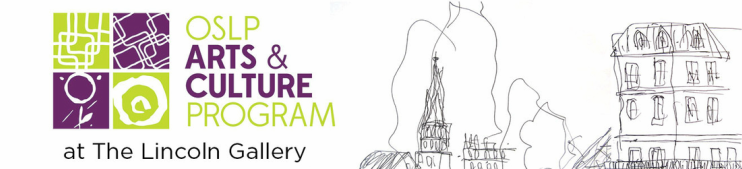 OSLP
ARTS &
CULTURE
PROGRAM
at The Lincoln Gallery